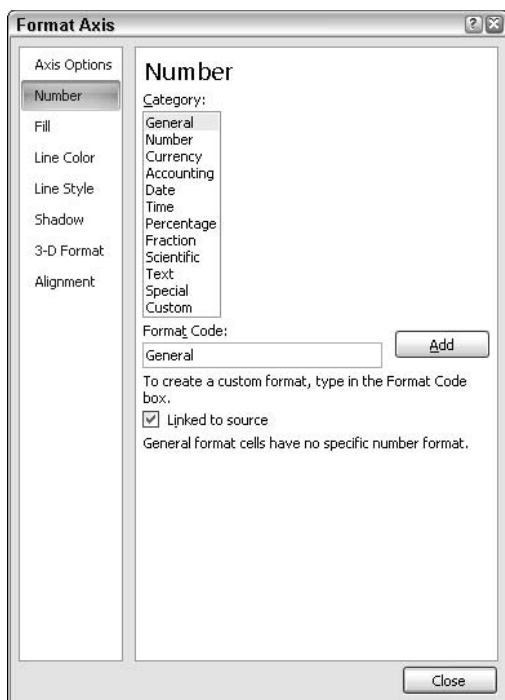 Format Axis
Axis Options
Number
Fill
Line Color
Line Style
Shadow
3-D Format
Alignment
Number
Category:
General
Number
Currency
Accounting
Date
Time
Percentage
Fraction
Scientific
Text
Special
Custom
Format Code:
General
Add
To create a custom format, type in the Format Code
box.
Linked to source
General format cells have no specific number format.
Close